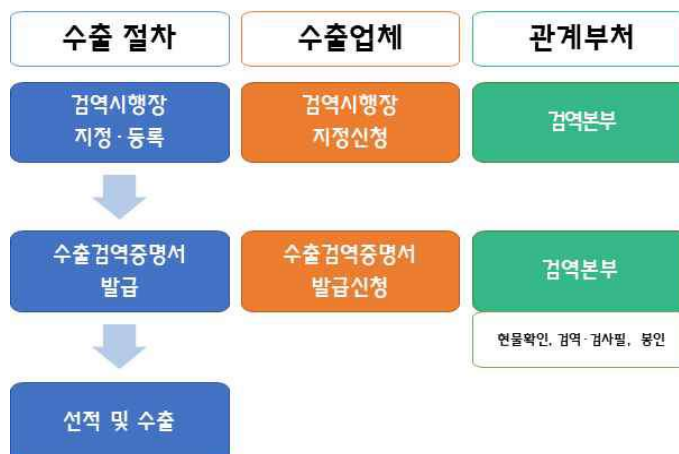 수출 절차
수출업체
관계부처
검역시행장
지정·등록
검역시행장
지정신청
검역본부
수출검역증명서
발급
수출검역증명서
발급신청
검역본부
현물확인, 검역·검사필, 봉인
선적 및 수출